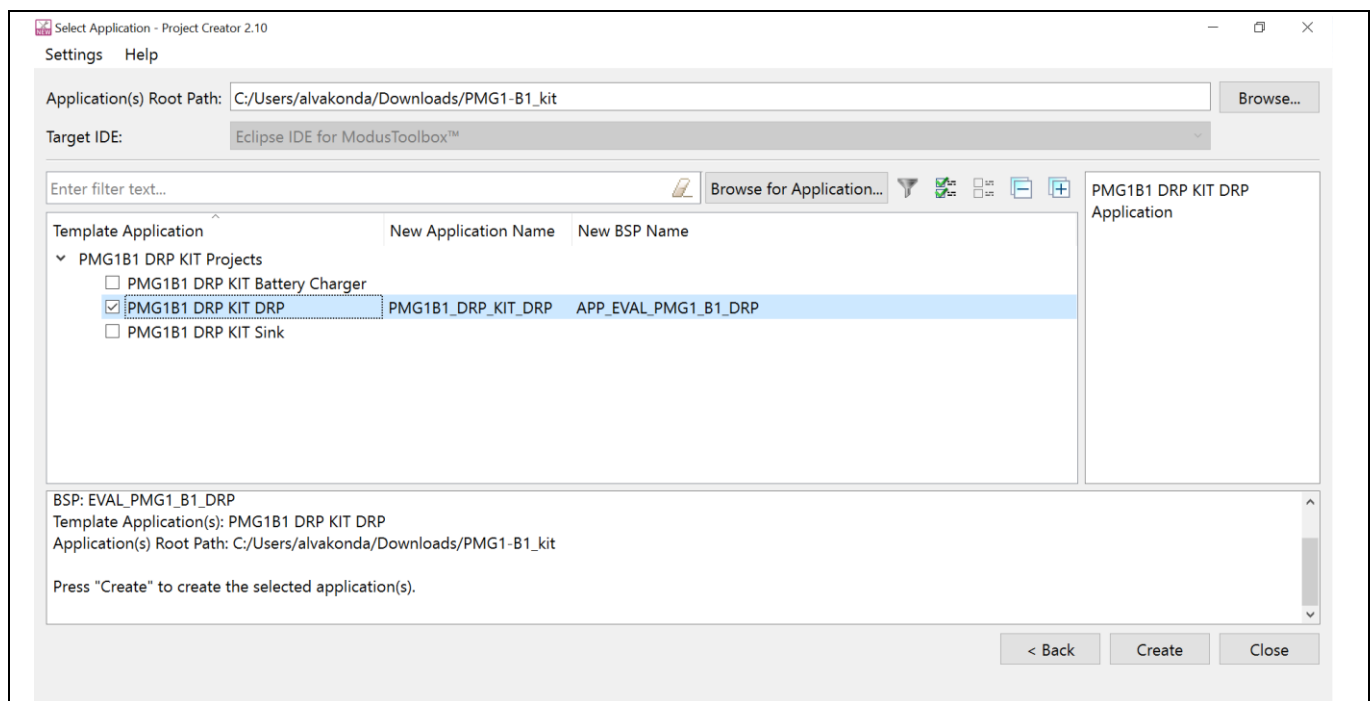 NEW
Select Application - Project Creator 2.10
Settings Help
Application(s) Root Path: C:/Users/alvakonda/Downloads/PMG1-B1_kit Browse...
Target IDE: Eclipse IDE for ModusToolbox™
Enter filter text... Browse for Application...
Template Application New Application Name New BSP Name
PMG1B1 DRP KIT Projects
PMG1B1 DRP KIT Battery Charger
PMG1B1 DRP KIT DRP PMG1B1_DRP_KIT_DRP APP_EVAL_PMG1_B1_DRP
PMG1B1 DRP KIT Sink
PMG1B1 DRP KIT DRP
Application
BSP: EVAL_PMG1_B1_DRP
Template Application(s): PMG1B1 DRP KIT DRP
Application(s) Root Path: C:/Users/alvakonda/Downloads/PMG1-B1_kit
Press "Create" to create the selected application(s).
< Back Create Close